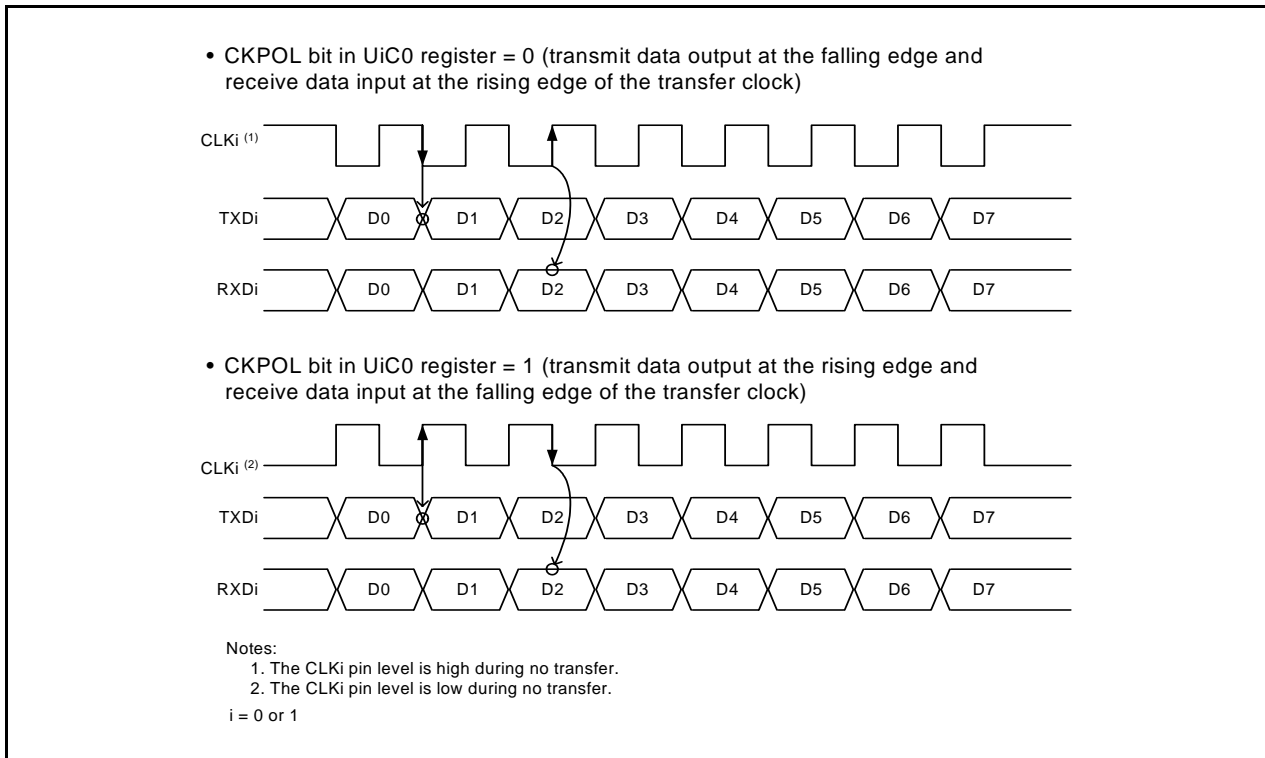 • CKPOL bit in UiC0 register = 0 (transmit data output at the falling edge and
receive data input at the rising edge of the transfer clock)
CLKi (1)
TXDi D0 D1 D2 D3 D4 D5 D6 D7
RXDi D0 D1 D2 D3 D4 D5 D6 D7
• CKPOL bit in UiC0 register = 1 (transmit data output at the rising edge and
receive data input at the falling edge of the transfer clock)
CLKi (2)
TXDi D0 D1 D2 D3 D4 D5 D6 D7
RXDi D0 D1 D2 D3 D4 D5 D6 D7
Notes:
1. The CLKi pin level is high during no transfer.
2. The CLKi pin level is low during no transfer.
i = 0 or 1